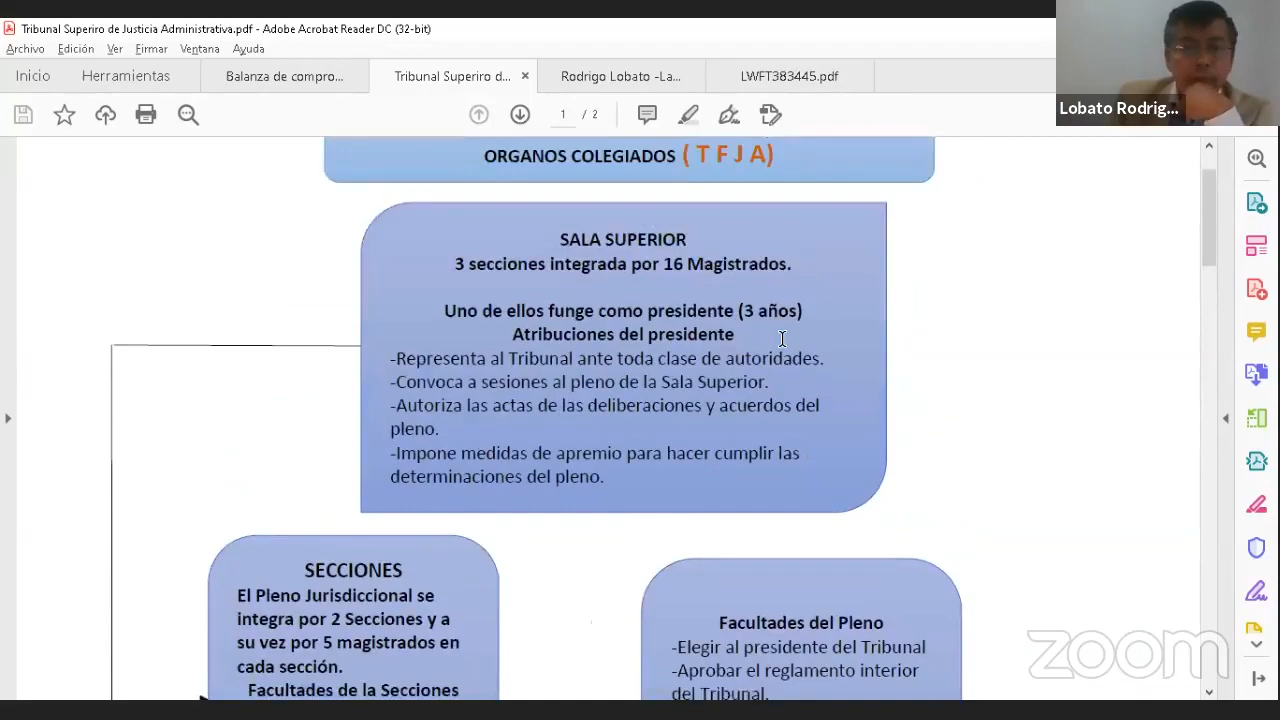 Tribunal Superiro de Justicia Administrativa.pdf - Adobe Acrobat Reader DC (32-bit)
Archivo Edición Ver Firmar Ventana Ayuda
Inicio Herramientas Balanza de compro... Tribunal Superiro d... × Rodrigo Lobato -La... LWFT383445.pdf
1 / 2
Lobato Rodrig...
ORGANOS COLEGIADOS ( T F J A)
SALA SUPERIOR
3 secciones integrada por 16 Magistrados.
Uno de ellos funge como presidente (3 años)
Atribuciones del presidente
-Representa al Tribunal ante toda clase de autoridades.
-Convoca a sesiones al pleno de la Sala Superior.
-Autoriza las actas de las deliberaciones y acuerdos del
pleno.
-Impone medidas de apremio para hacer cumplir las
determinaciones del pleno.
SECCIONES
El Pleno Jurisdiccional se
integra por 2 Secciones y a
su vez por 5 magistrados en
cada sección.
Facultades de la Secciones
Facultades del Pleno
-Elegir al presidente del Tribunal
-Aprobar el reglamento interior
del Tribunal.
zoom